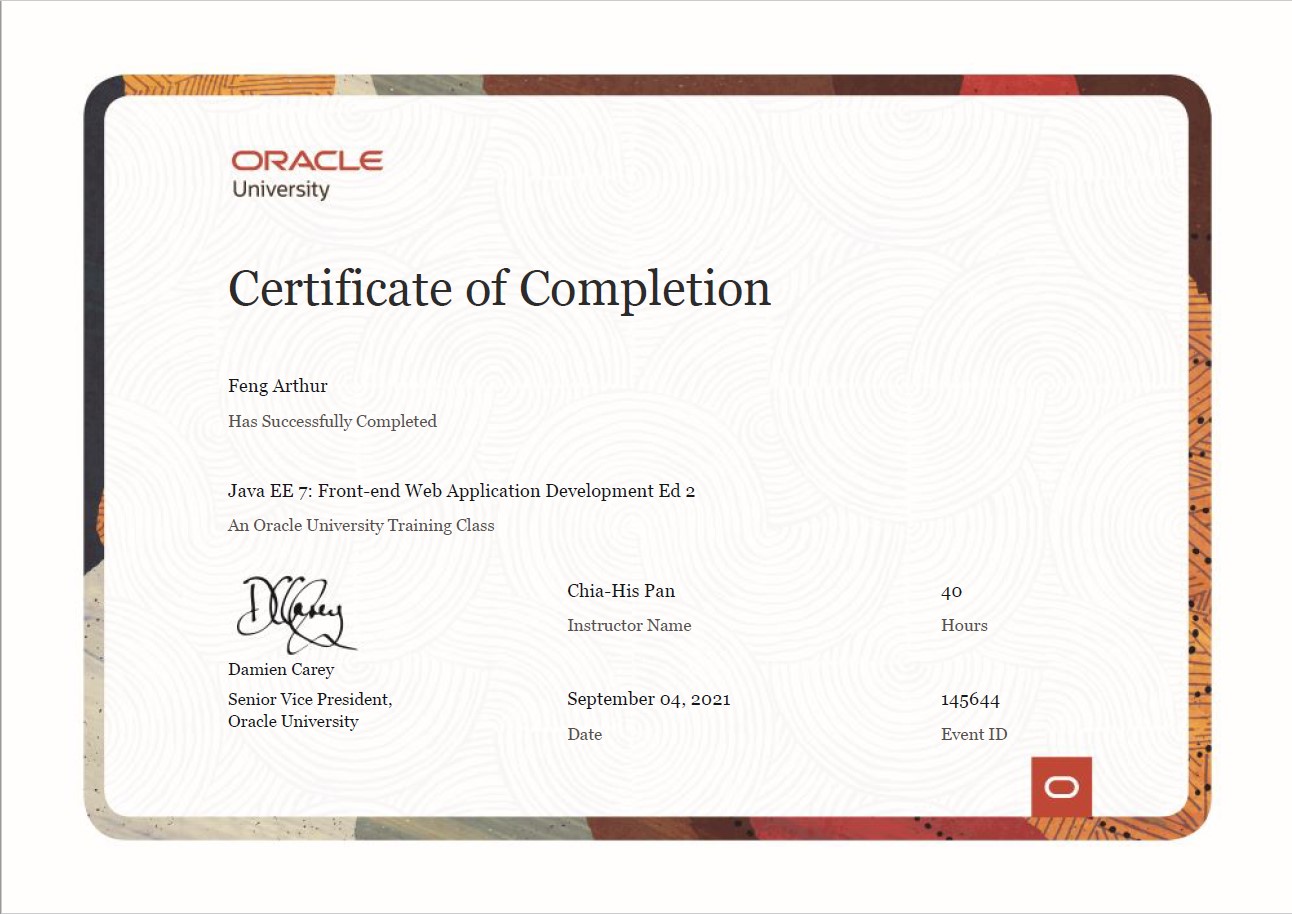 ORACLE
University
Certificate of Completion
Feng Arthur
Has Successfully Completed
Java EE 7: Front-end Web Application Development Ed 2
An Oracle University Training Class
Damien Carey
Senior Vice President,
Oracle University
Chia-His Pan
Instructor Name
40
Hours
September 04, 2021
Date
145644
Event ID